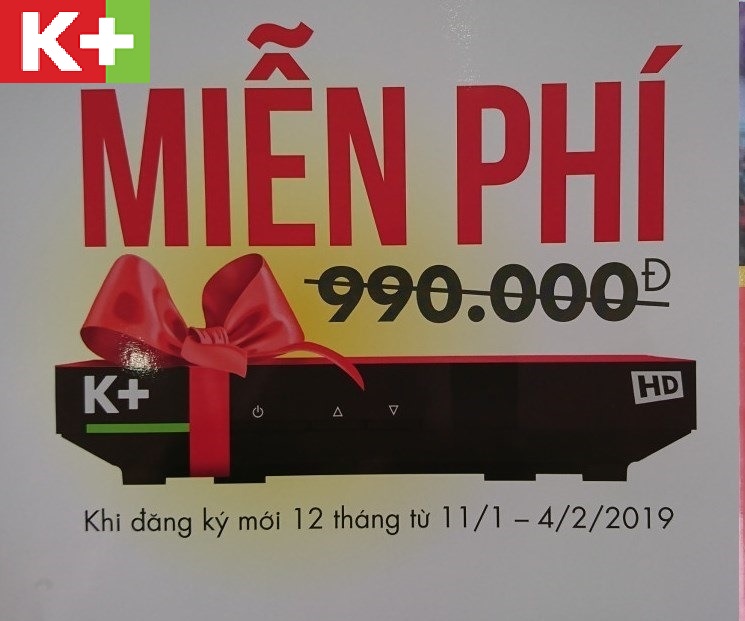 K+
MIỄN PHÍ
990.000Đ
K+
HD
Khi đăng ký mới 12 tháng từ 11/1 – 4/2/2019